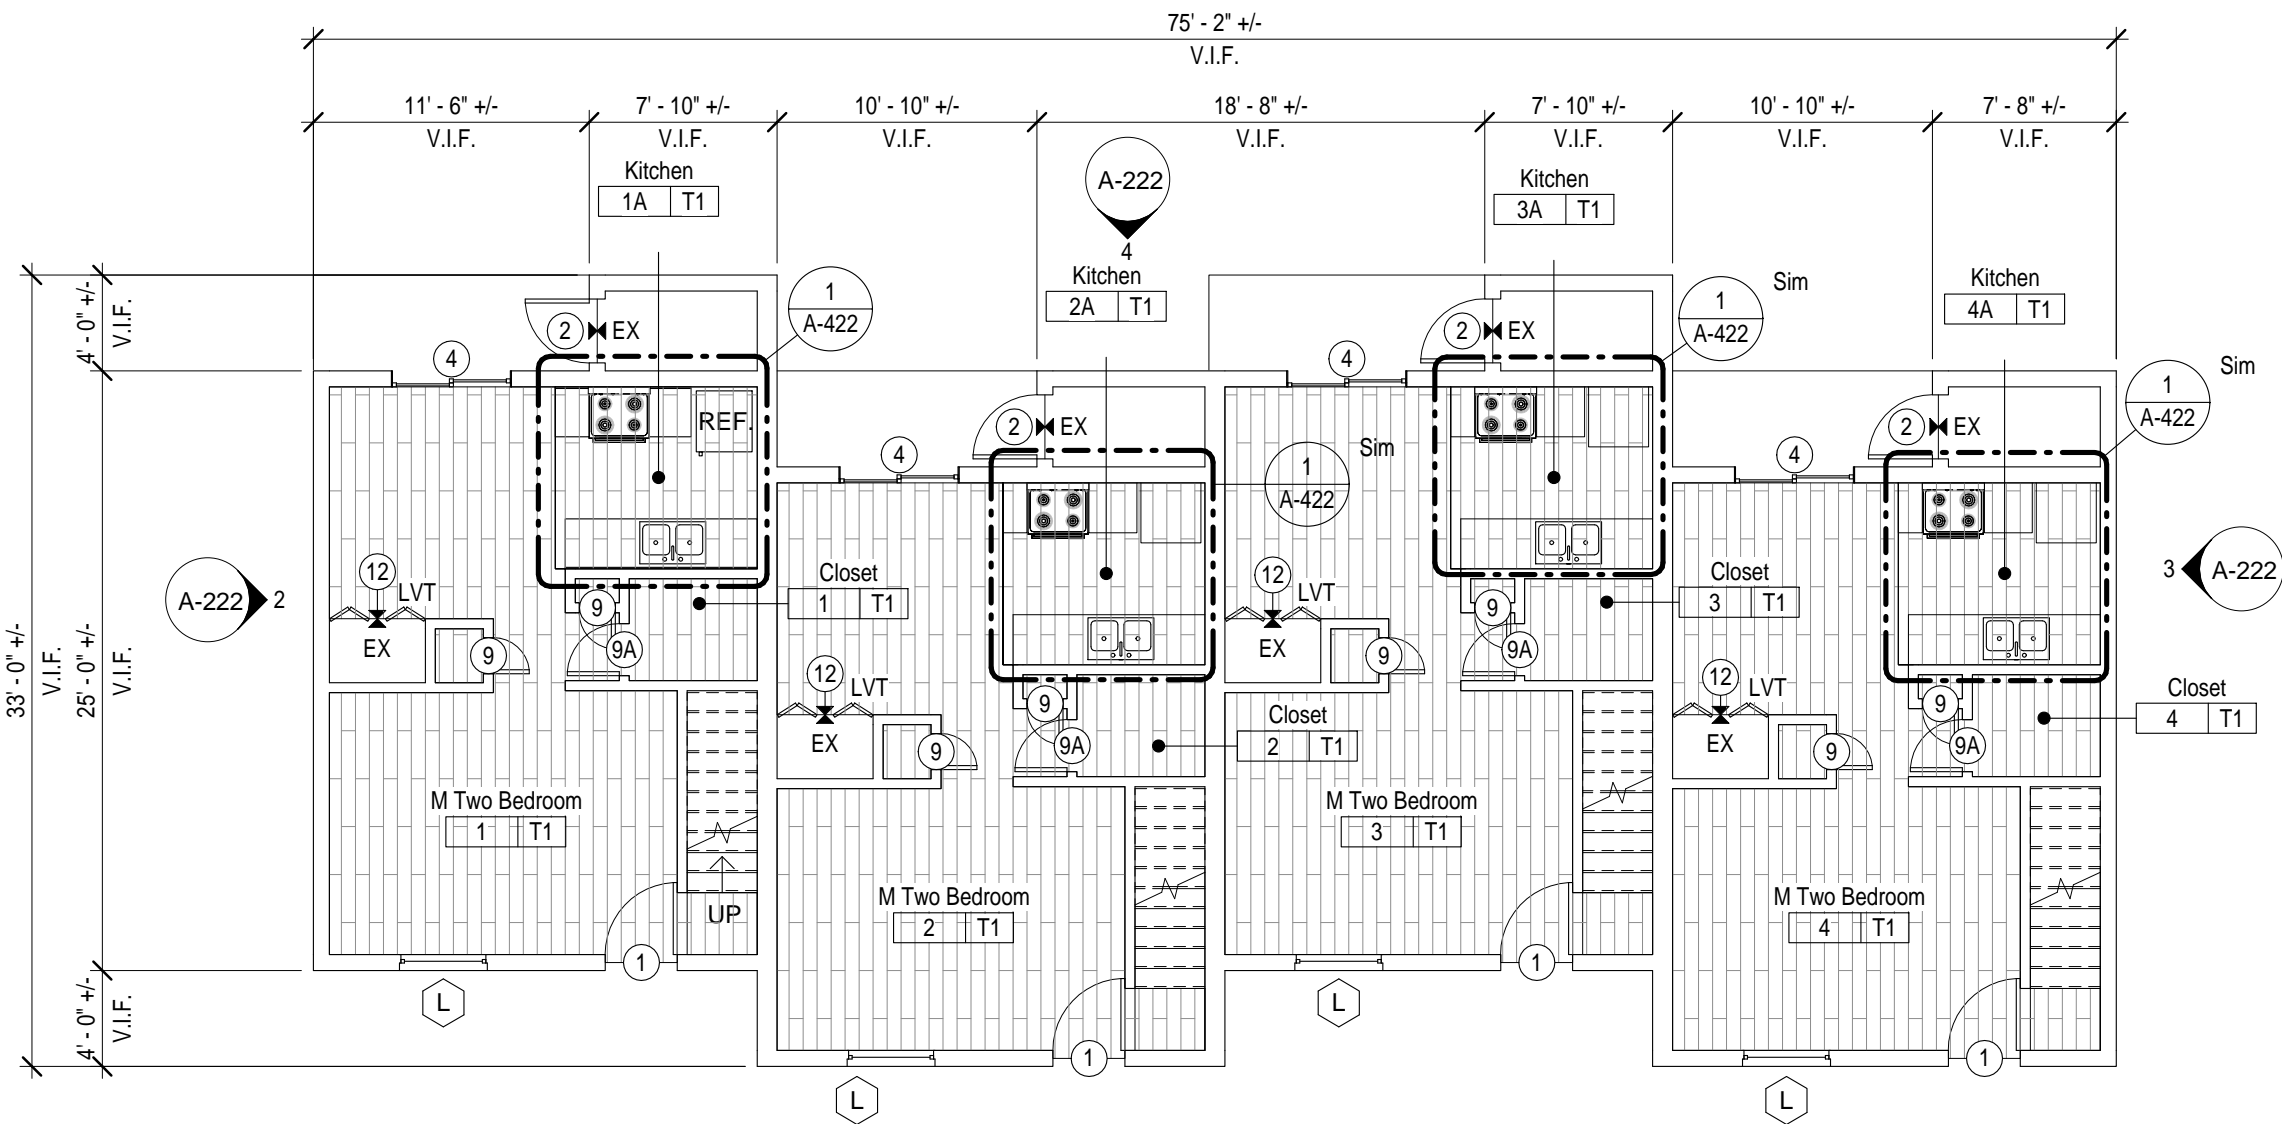 75' - 2" +/-
V.I.F.
11' - 6" +/-
V.I.F.
7' - 10" +/-
V.I.F.
10' - 10" +/-
V.I.F.
18' - 8" +/-
V.I.F.
7' - 10" +/-
V.I.F.
10' - 10" +/-
V.I.F.
7' - 8" +/-
V.I.F.
33' - 0" +/-
V.I.F.
4' - 0" +/-
V.I.F.
25' - 0" +/-
V.I.F.
4' - 0" +/-
V.I.F.
Kitchen
1A T1
A-222
4
Kitchen
2A T1
Kitchen
3A T1
Kitchen
4A T1
1
A-422
1
A-422
Sim
1
A-422
Sim
1
A-422
Sim
2 EX
2 EX
2 EX
2 EX
4
4
4
4
REF.
A-222
2
3
A-222
12
LVT
EX
9
9
9A
Closet
1 T1
12
LVT
EX
9
9
9A
Closet
2 T1
12
EX
9
9
9A
Closet
3 T1
12
LVT
EX
9
9
9A
Closet
4 T1
M Two Bedroom
1 T1
UP
M Two Bedroom
2 T1
M Two Bedroom
3 T1
M Two Bedroom
4 T1
1
1
1
1
L
L
L
L